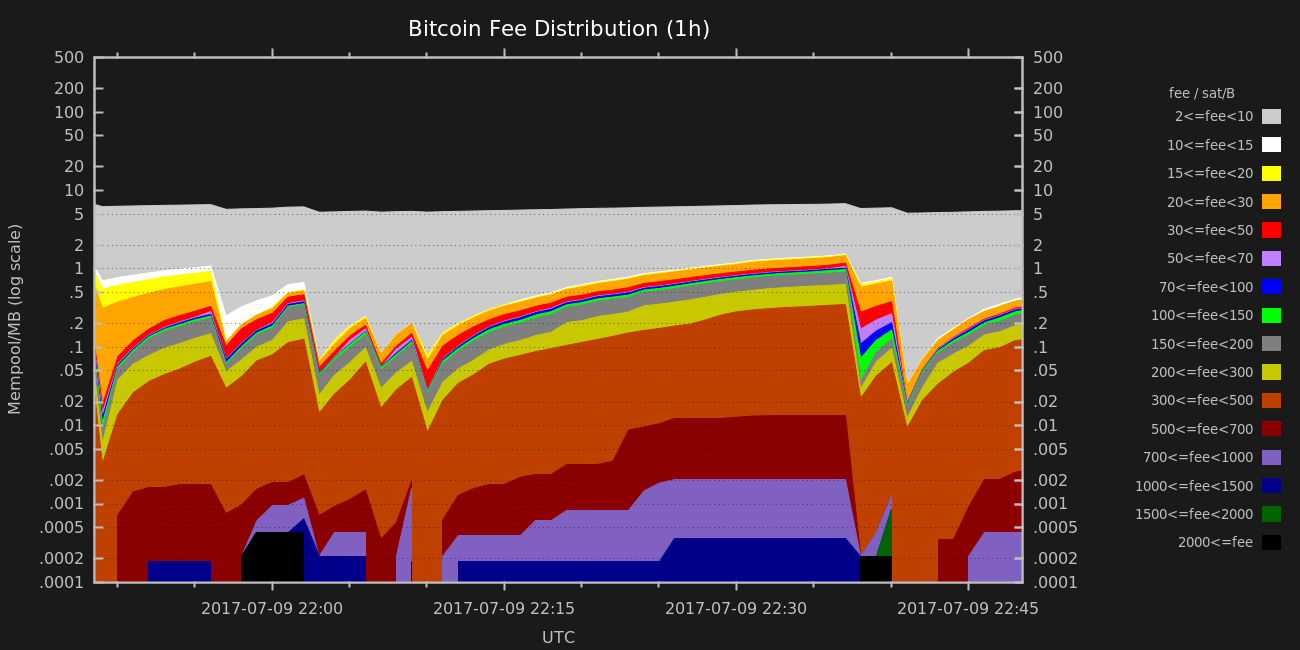 Bitcoin Fee Distribution (1h)
500
200
100
50
20
10
5
2
1
.5
.2
.1
.05
.02
.01
.005
.002
.001
.0005
.0002
.0001
Mempool/MB (log scale)
500
200
100
50
20
10
5
2
1
.5
.2
.1
.05
.02
.01
.005
.002
.001
.0005
.0002
.0001
2017-07-09 22:00
2017-07-09 22:15
2017-07-09 22:30
2017-07-09 22:45
UTC
fee / sat/B
2<=fee<10
10<=fee<15
15<=fee<20
20<=fee<30
30<=fee<50
50<=fee<70
70<=fee<100
100<=fee<150
150<=fee<200
200<=fee<300
300<=fee<500
500<=fee<700
700<=fee<1000
1000<=fee<1500
1500<=fee<2000
2000<=fee